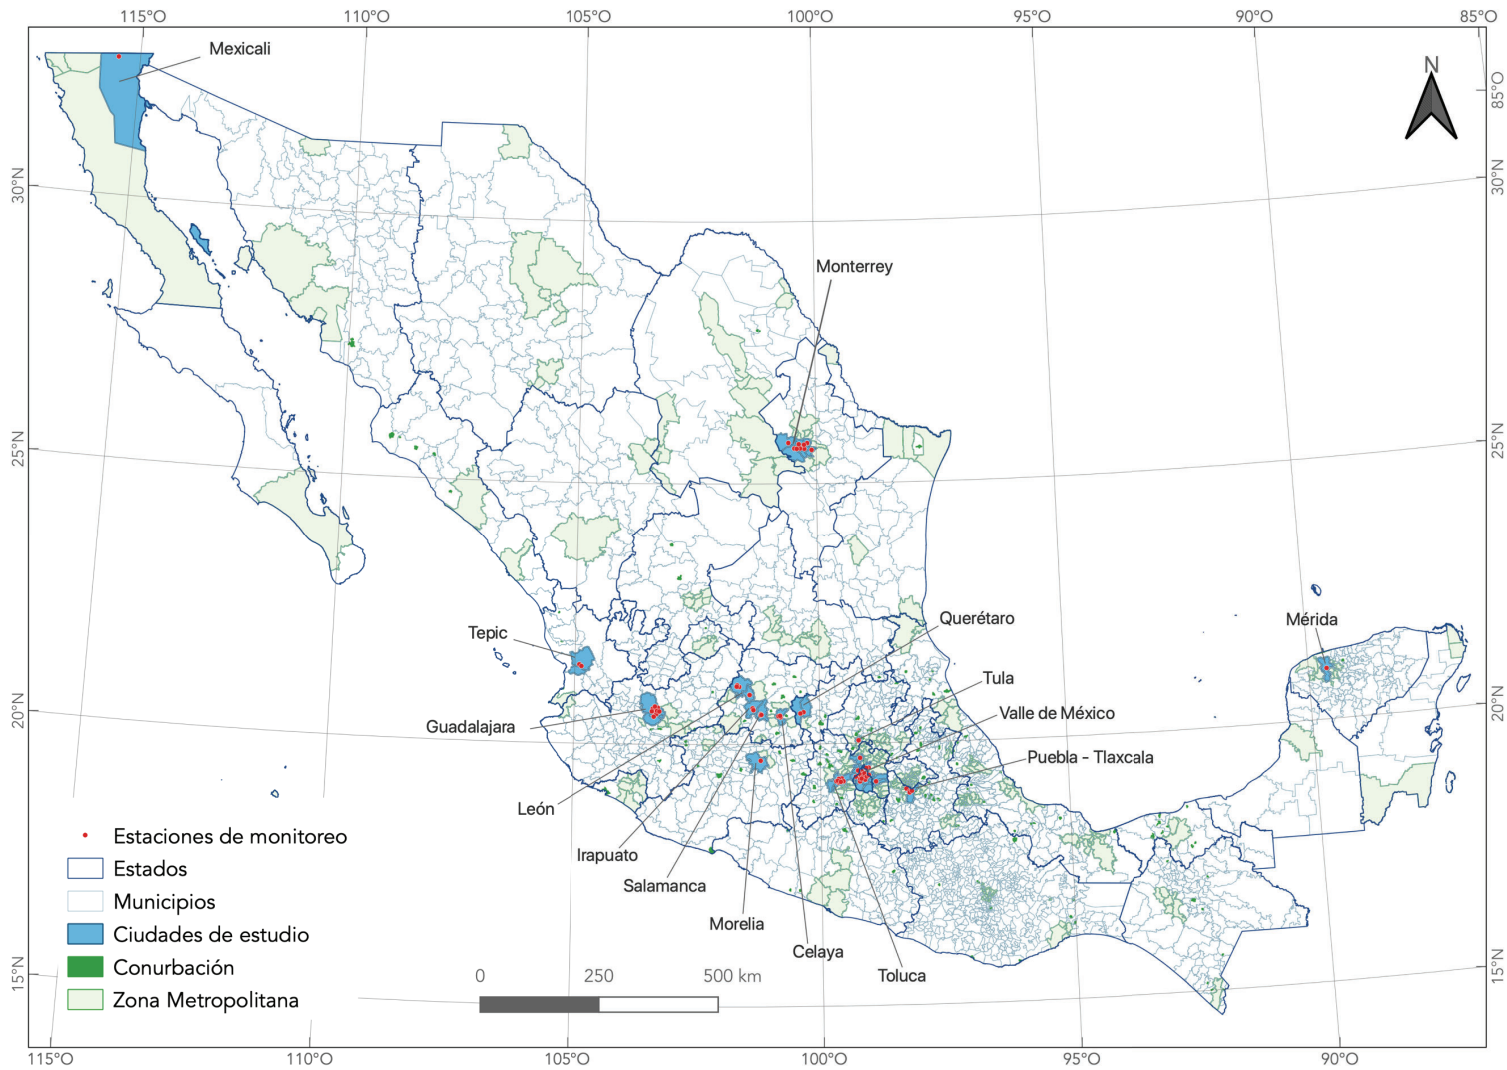 115°O
110°O
105°O
100°O
95°O
90°O
85°O
Mexicali
N
85°O
30°N
30°N
Monterrey
25°N
25°N
Querétaro
Mérida
Tepic
Tula
20°N
20°N
Valle de México
Guadalajara
Puebla - Tlaxcala
León
Estaciones de monitoreo
Irapuato
Estados
Salamanca
Municipios
Morelia
Ciudades de estudio
Celaya
Conurbación
Toluca
15°N
15°N
0 250 500 km
Zona Metropolitana
115°O
110°O
105°O
100°O
95°O
90°O